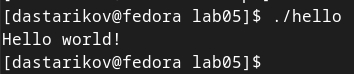 [dastarikov@fedora lab05]$ ./hello
Hello world!
[dastarikov@fedora lab05]$